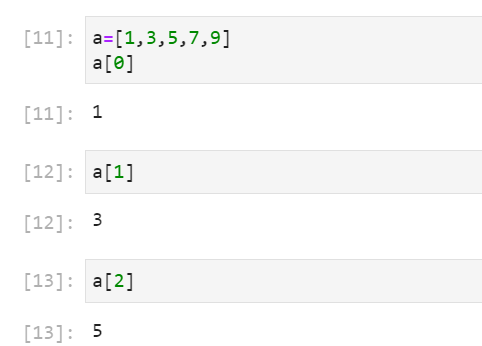 [11]: a=[1,3,5,7,9]
a[0]
[11]: 1
[12]: a[1]
[12]: 3
[13]: a[2]
[13]: 5